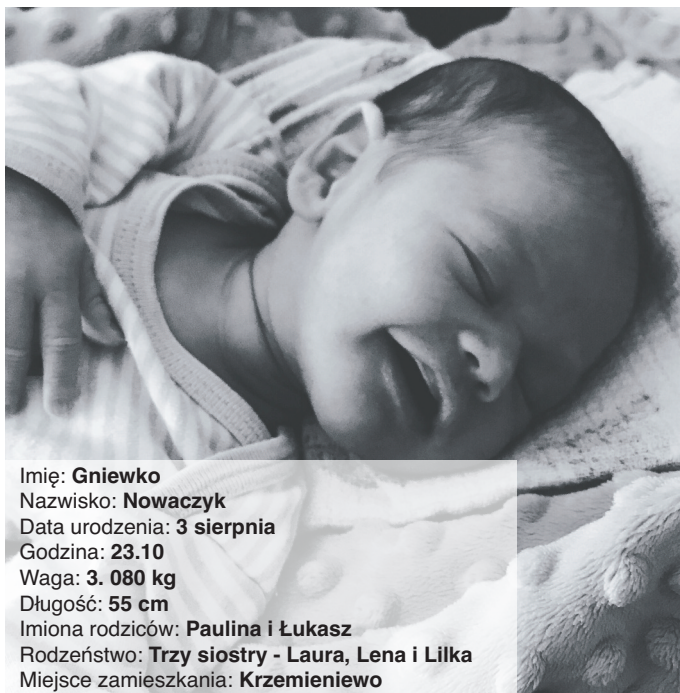 Imię: Gniewko
Nazwisko: Nowaczyk
Data urodzenia: 3 sierpnia
Godzina: 23.10
Waga: 3. 080 kg
Długość: 55 cm
Imiona rodziców: Paulina i Łukasz
Rodzeństwo: Trzy siostry - Laura, Lena i Lilka
Miejsce zamieszkania: Krzemieniewo